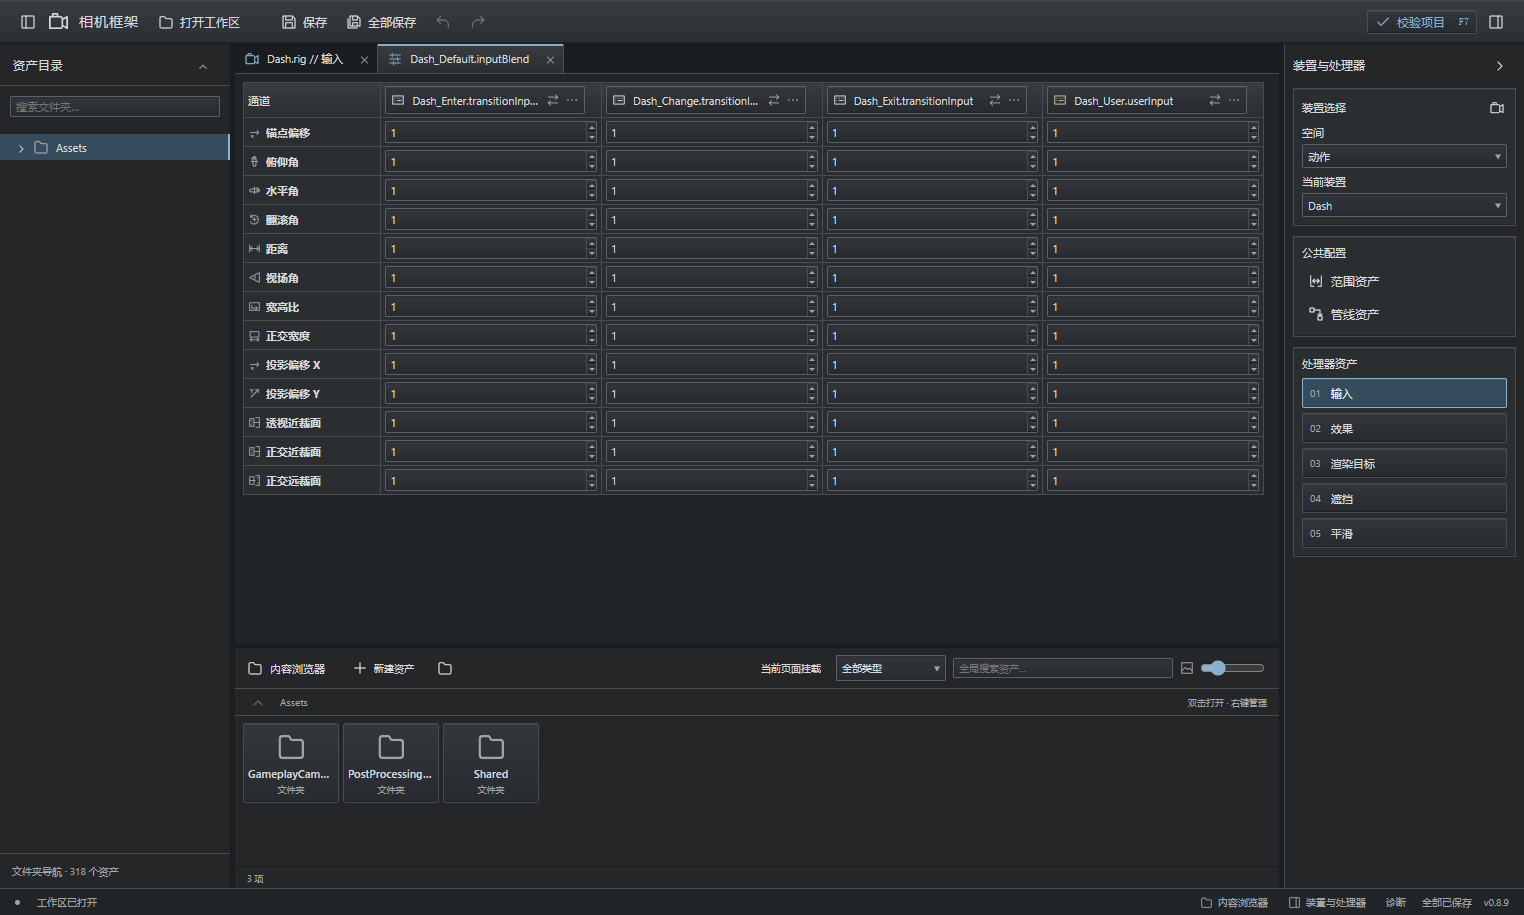 相机框架 打开工作区 保存 全部保存 校验项目 F7
资产目录
搜索文件夹...
Assets
文件夹导航 · 318 个资产
Dash.rig // 输入 Dash_Default.inputBlend
通道 Dash_Enter.transitionInp... Dash_Change.transitionI... Dash_Exit.transitionInput Dash_User.userInput
锚点偏移 1 1 1 1
俯仰角 1 1 1 1
水平角 1 1 1 1
翻滚角 1 1 1 1
距离 1 1 1 1
视场角 1 1 1 1
宽高比 1 1 1 1
正交宽度 1 1 1 1
投影偏移 X 1 1 1 1
投影偏移 Y 1 1 1 1
透视近裁面 1 1 1 1
正交近裁面 1 1 1 1
正交远裁面 1 1 1 1
内容浏览器 新建资产 当前页面挂载 全部类型 全局搜索资产...
Assets 双击打开 · 右键管理
GameplayCam... PostProcessing... Shared
文件夹 文件夹 文件夹
3 项
装置与处理器
装置选择
空间
动作
当前装置
Dash
公共配置
范围资产
管线资产
处理器资产
01 输入
02 效果
03 渲染目标
04 遮挡
05 平滑
工作区已打开 内容浏览器 装置与处理器 诊断 全部已保存 v0.8.9